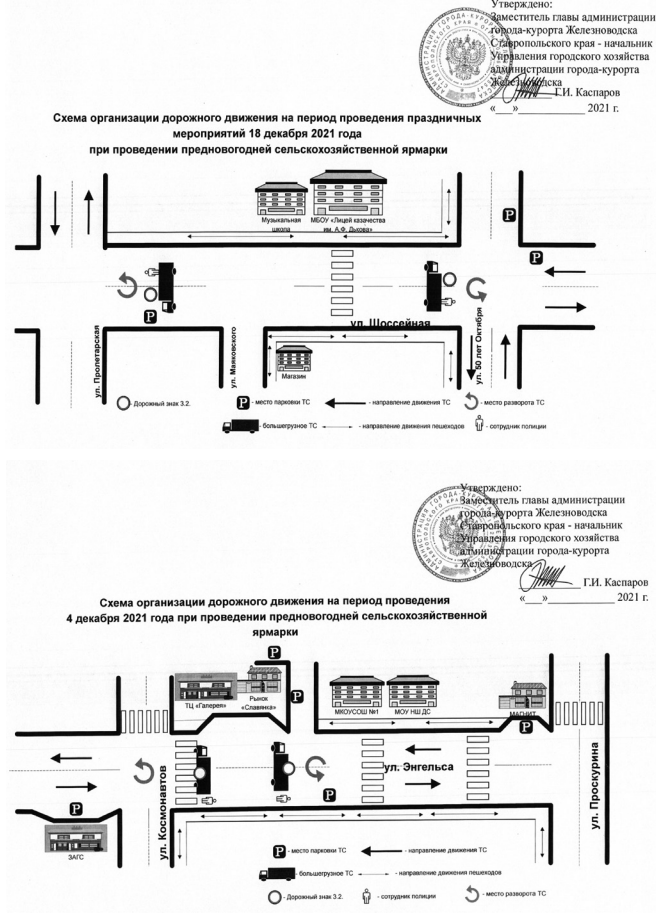 Утверждено:
Заместитель главы администрации
города-курорта Железноводска
Ставропольского края - начальник
Управления городского хозяйства
администрации города-курорта
Железноводска
Г.И. Каспаров
«___»____________ 2021 г.
Схема организации дорожного движения на период проведения праздничных
мероприятий 18 декабря 2021 года
при проведении предновогодней сельскохозяйственной ярмарки
Музыкальная
школа
МБОУ «Лицей казачества
им. А.Ф. Дькова»
P
P
P
ул. Шоссейная
ул. Пролетарская
ул. Маяковского
ул. 50 лет Октября
Магазин
- Дорожный знак 3.2.
P - место парковки ТС
- направление движения ТС
- место разворота ТС
- большегрузное ТС
- направление движения пешеходов
- сотрудник полиции
Утверждено:
Заместитель главы администрации
города-курорта Железноводска
Ставропольского края - начальник
Управления городского хозяйства
администрации города-курорта
Железноводска
Г.И. Каспаров
«___»____________ 2021 г.
Схема организации дорожного движения на период проведения
4 декабря 2021 года при проведении предновогодней сельскохозяйственной
ярмарки
P
P
ТЦ «Галерея»
Рынок
«Славянка»
МКОУСОШ №1
МОУ НШ ДС
МАГНИТ
P
ул. Энгельса
P
P
ул. Космонавтов
ул. Проскурина
ЗАГС
P - место парковки ТС
- направление движения ТС
- большегрузное ТС
- направление движения пешеходов
- Дорожный знак 3.2.
- сотрудник полиции
- место разворота ТС